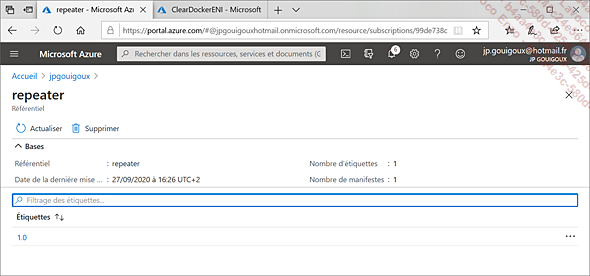 repeater - Microsoft Azure
ClearDockerENI - Microsoft
https://portal.azure.com/#@jpgouigouxhotmail.onmicrosoft.com/resource/subscriptions/99de738c
Microsoft Azure
Rechercher dans les ressources, services et documents (G
6
jp.gouigoux@hotmail.fr
JP GOUIGOUX
Accueil > jpgouigoux >
repeater
Référentiel
Actualiser
Supprimer
Bases
Référentiel : repeater
Nombre d'étiquettes : 1
Date de la dernière mise ... : 27/09/2020 à 16:26 UTC+2
Nombre de manifestes : 1
Filtrage des étiquettes...
Étiquettes ↑↓
1.0